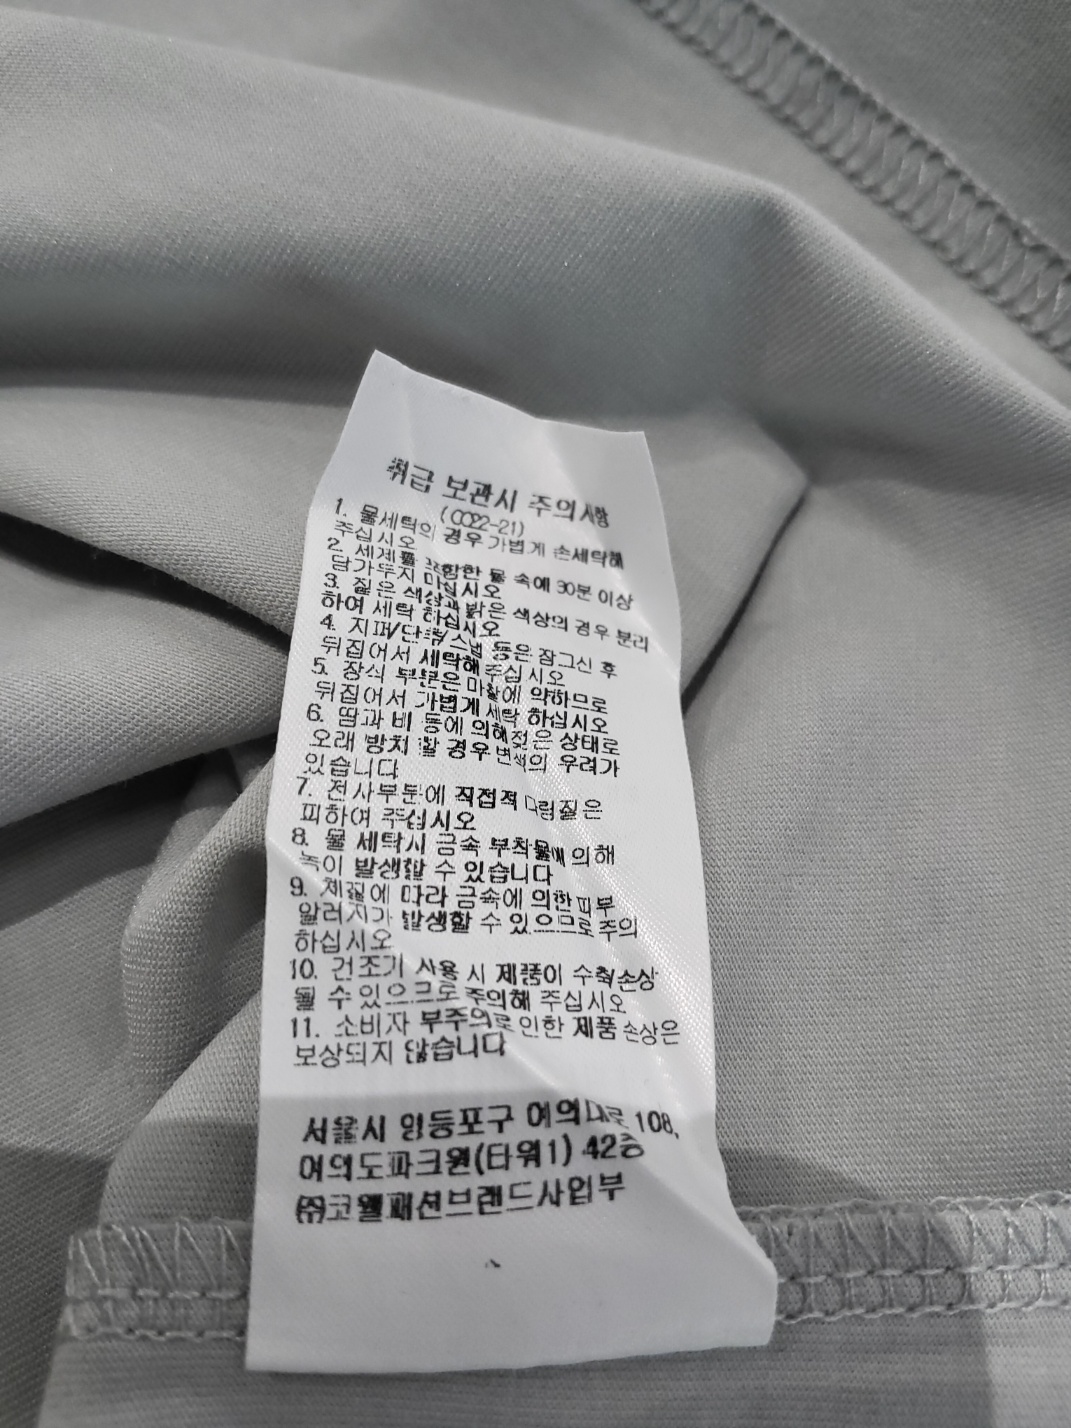 취급 보관시 주의사항
(0022-21)
1. 물세탁의 경우 가볍게 손세탁해
주십시오
2. 세제를 포함한 물 속에 30분 이상
담가두지 마십시오
3. 짙은 색상과 밝은 색상의 경우 분리
하여 세탁 하십시오
4. 지퍼/단추/스냅 등은 잠그신 후
뒤집어서 세탁해 주십시오
5. 장식 부분은 마찰에 약하므로
뒤집어서 가볍게 세탁 하십시오
6. 땀과 비 등에 의해 젖은 상태로
오래 방치 할 경우 변색의 우려가
있습니다
7. 전사부분에 직접적 다림질은
피하여 주십시오
8. 물 세탁시 금속 부착물에 의해
녹이 발생할 수 있습니다
9. 체질에 따라 금속에 의한 피부
알러지가 발생할 수 있으므로 주의
하십시오
10. 건조기 사용 시 제품이 수축손상
될 수 있으므로 주의해 주십시오
11. 소비자 부주의로 인한 제품 손상은
보상되지 않습니다
서울시 영등포구 여의대로 108,
여의도파크원(타워1) 42층
㈜코웰패션브랜드사업부